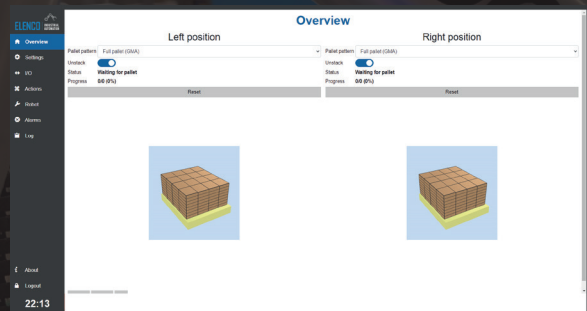 Overview
ELENCO INDUSTRIAL AUTOMATION
Overview
Settings
I/O
Actions
Robot
Alarms
Log
Left position
Pallet pattern Full pallet (GMA)
Unstack
Status Waiting for pallet
Progress 0/0 (0%)
Reset
Right position
Pallet pattern Full pallet (GMA)
Unstack
Status Waiting for pallet
Progress 0/0 (0%)
Reset
About
Logout
22:13